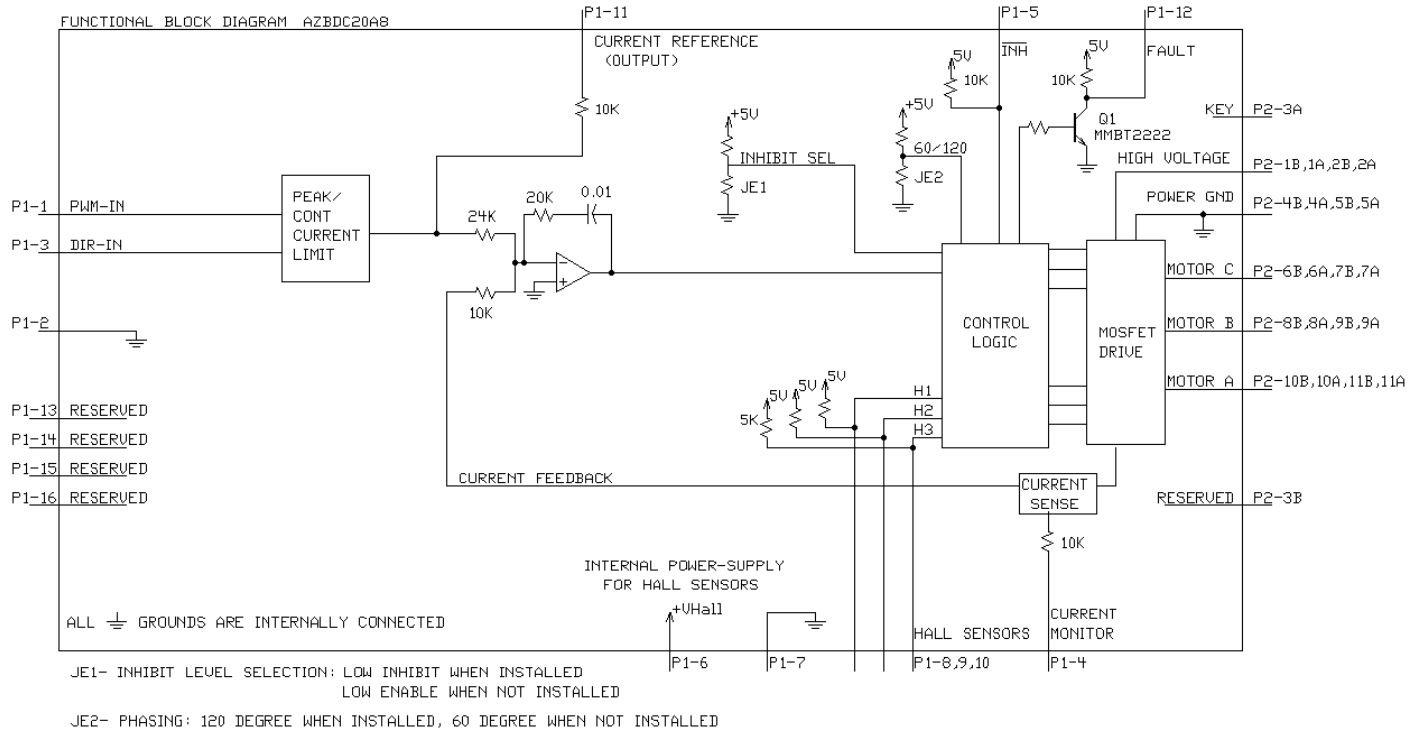 P1-11
P1-5
P1-12
FUNCTIONAL BLOCK DIAGRAM AZBDC20A8
CURRENT REFERENCE
(OUTPUT)
5V
INH
10K
5V
10K
FAULT
10K
+5V
+5V
KEY P2-3A
Q1
MMBT2222
60/120
JE2
INHIBIT SEL
JE1
HIGH VOLTAGE P2-1B,1A,2B,2A
POWER GND P2-4B,4A,5B,5A
P1-1 PWM-IN
P1-3 DIR-IN
PEAK/
CONT
CURRENT
LIMIT
24K
20K
0.01
−
+
10K
MOTOR C P2-6B,6A,7B,7A
P1-2
CONTROL
LOGIC
MOSFET
DRIVE
MOTOR B P2-8B,8A,9B,9A
MOTOR A P2-10B,10A,11B,11A
5V
5V
5V
5K
H1
H2
H3
P1-13 RESERVED
P1-14 RESERVED
P1-15 RESERVED
P1-16 RESERVED
CURRENT FEEDBACK
CURRENT
SENSE
RESERVED P2-3B
10K
INTERNAL POWER-SUPPLY
FOR HALL SENSORS
+VHall
ALL GROUNDS ARE INTERNALLY CONNECTED
HALL SENSORS
CURRENT
MONITOR
P1-6
P1-7
P1-8,9,10
P1-4
JE1- INHIBIT LEVEL SELECTION: LOW INHIBIT WHEN INSTALLED
LOW ENABLE WHEN NOT INSTALLED
JE2- PHASING: 120 DEGREE WHEN INSTALLED, 60 DEGREE WHEN NOT INSTALLED